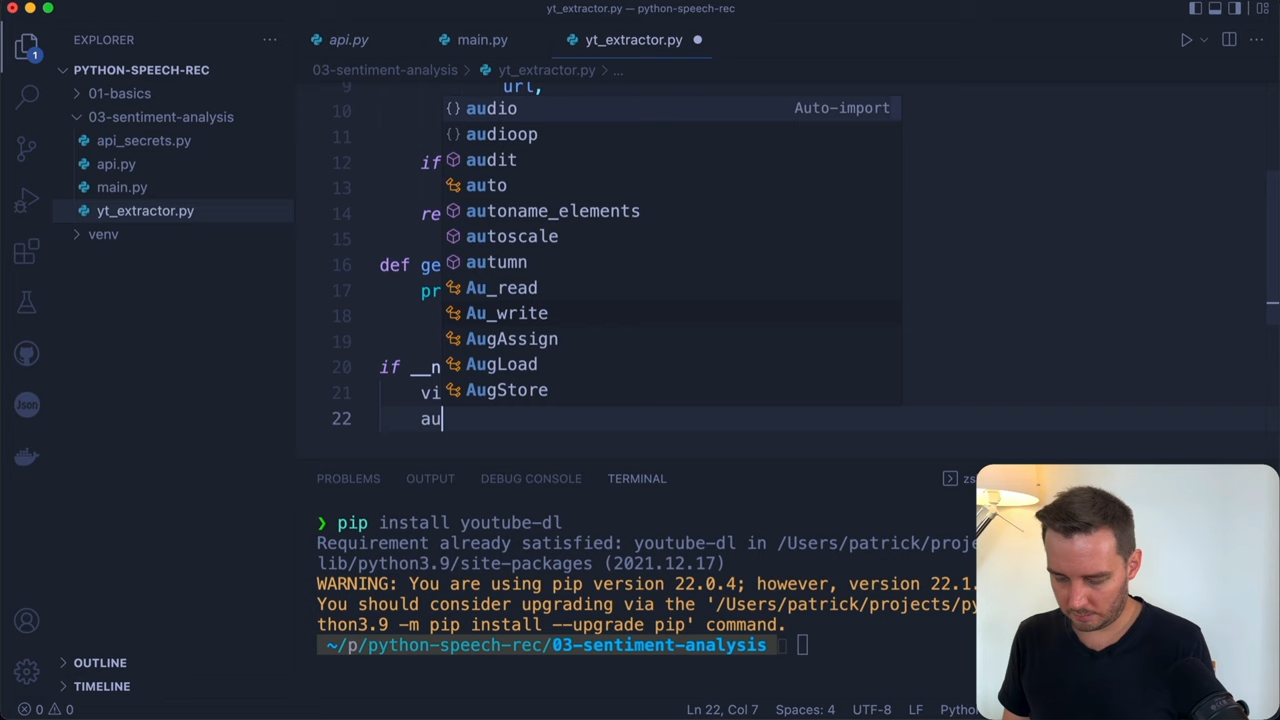 yt_extractor.py — python-speech-rec
EXPLORER
api.py
main.py
yt_extractor.py
PYTHON-SPEECH-REC
03-sentiment-analysis > yt_extractor.py > ...
01-basics
03-sentiment-analysis
api_secrets.py
api.py
main.py
yt_extractor.py
venv
1
Json
9 url,
10
11
12 if
13
14 re
15
16 def ge
17 pr
18
19
20 if __n
21 vi
22 au
audio Auto-import
audioop
audit
auto
autoname_elements
autoscale
autumn
Au_read
Au_write
AugAssign
AugLoad
AugStore
PROBLEMS OUTPUT DEBUG CONSOLE TERMINAL zs
❯ pip install youtube-dl
Requirement already satisfied: youtube-dl in /Users/patrick/proje
lib/python3.9/site-packages (2021.12.17)
WARNING: You are using pip version 22.0.4; however, version 22.1.
You should consider upgrading via the '/Users/patrick/projects/py
thon3.9 -m pip install --upgrade pip' command.
~/p/python-speech-rec/03-sentiment-analysis
OUTLINE
TIMELINE
0 0
Ln 22, Col 7 Spaces: 4 UTF-8 LF Python